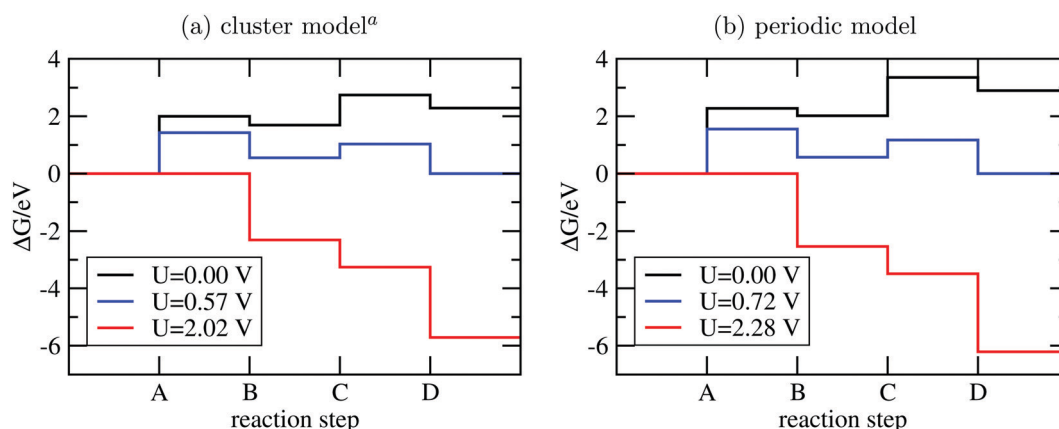 (a) cluster modelᵃ
4
2
0
-2
-4
-6
ΔG/eV
U=0.00 V
U=0.57 V
U=2.02 V
A B C D
reaction step
(b) periodic model
4
2
0
-2
-4
-6
ΔG/eV
U=0.00 V
U=0.72 V
U=2.28 V
A B C D
reaction step